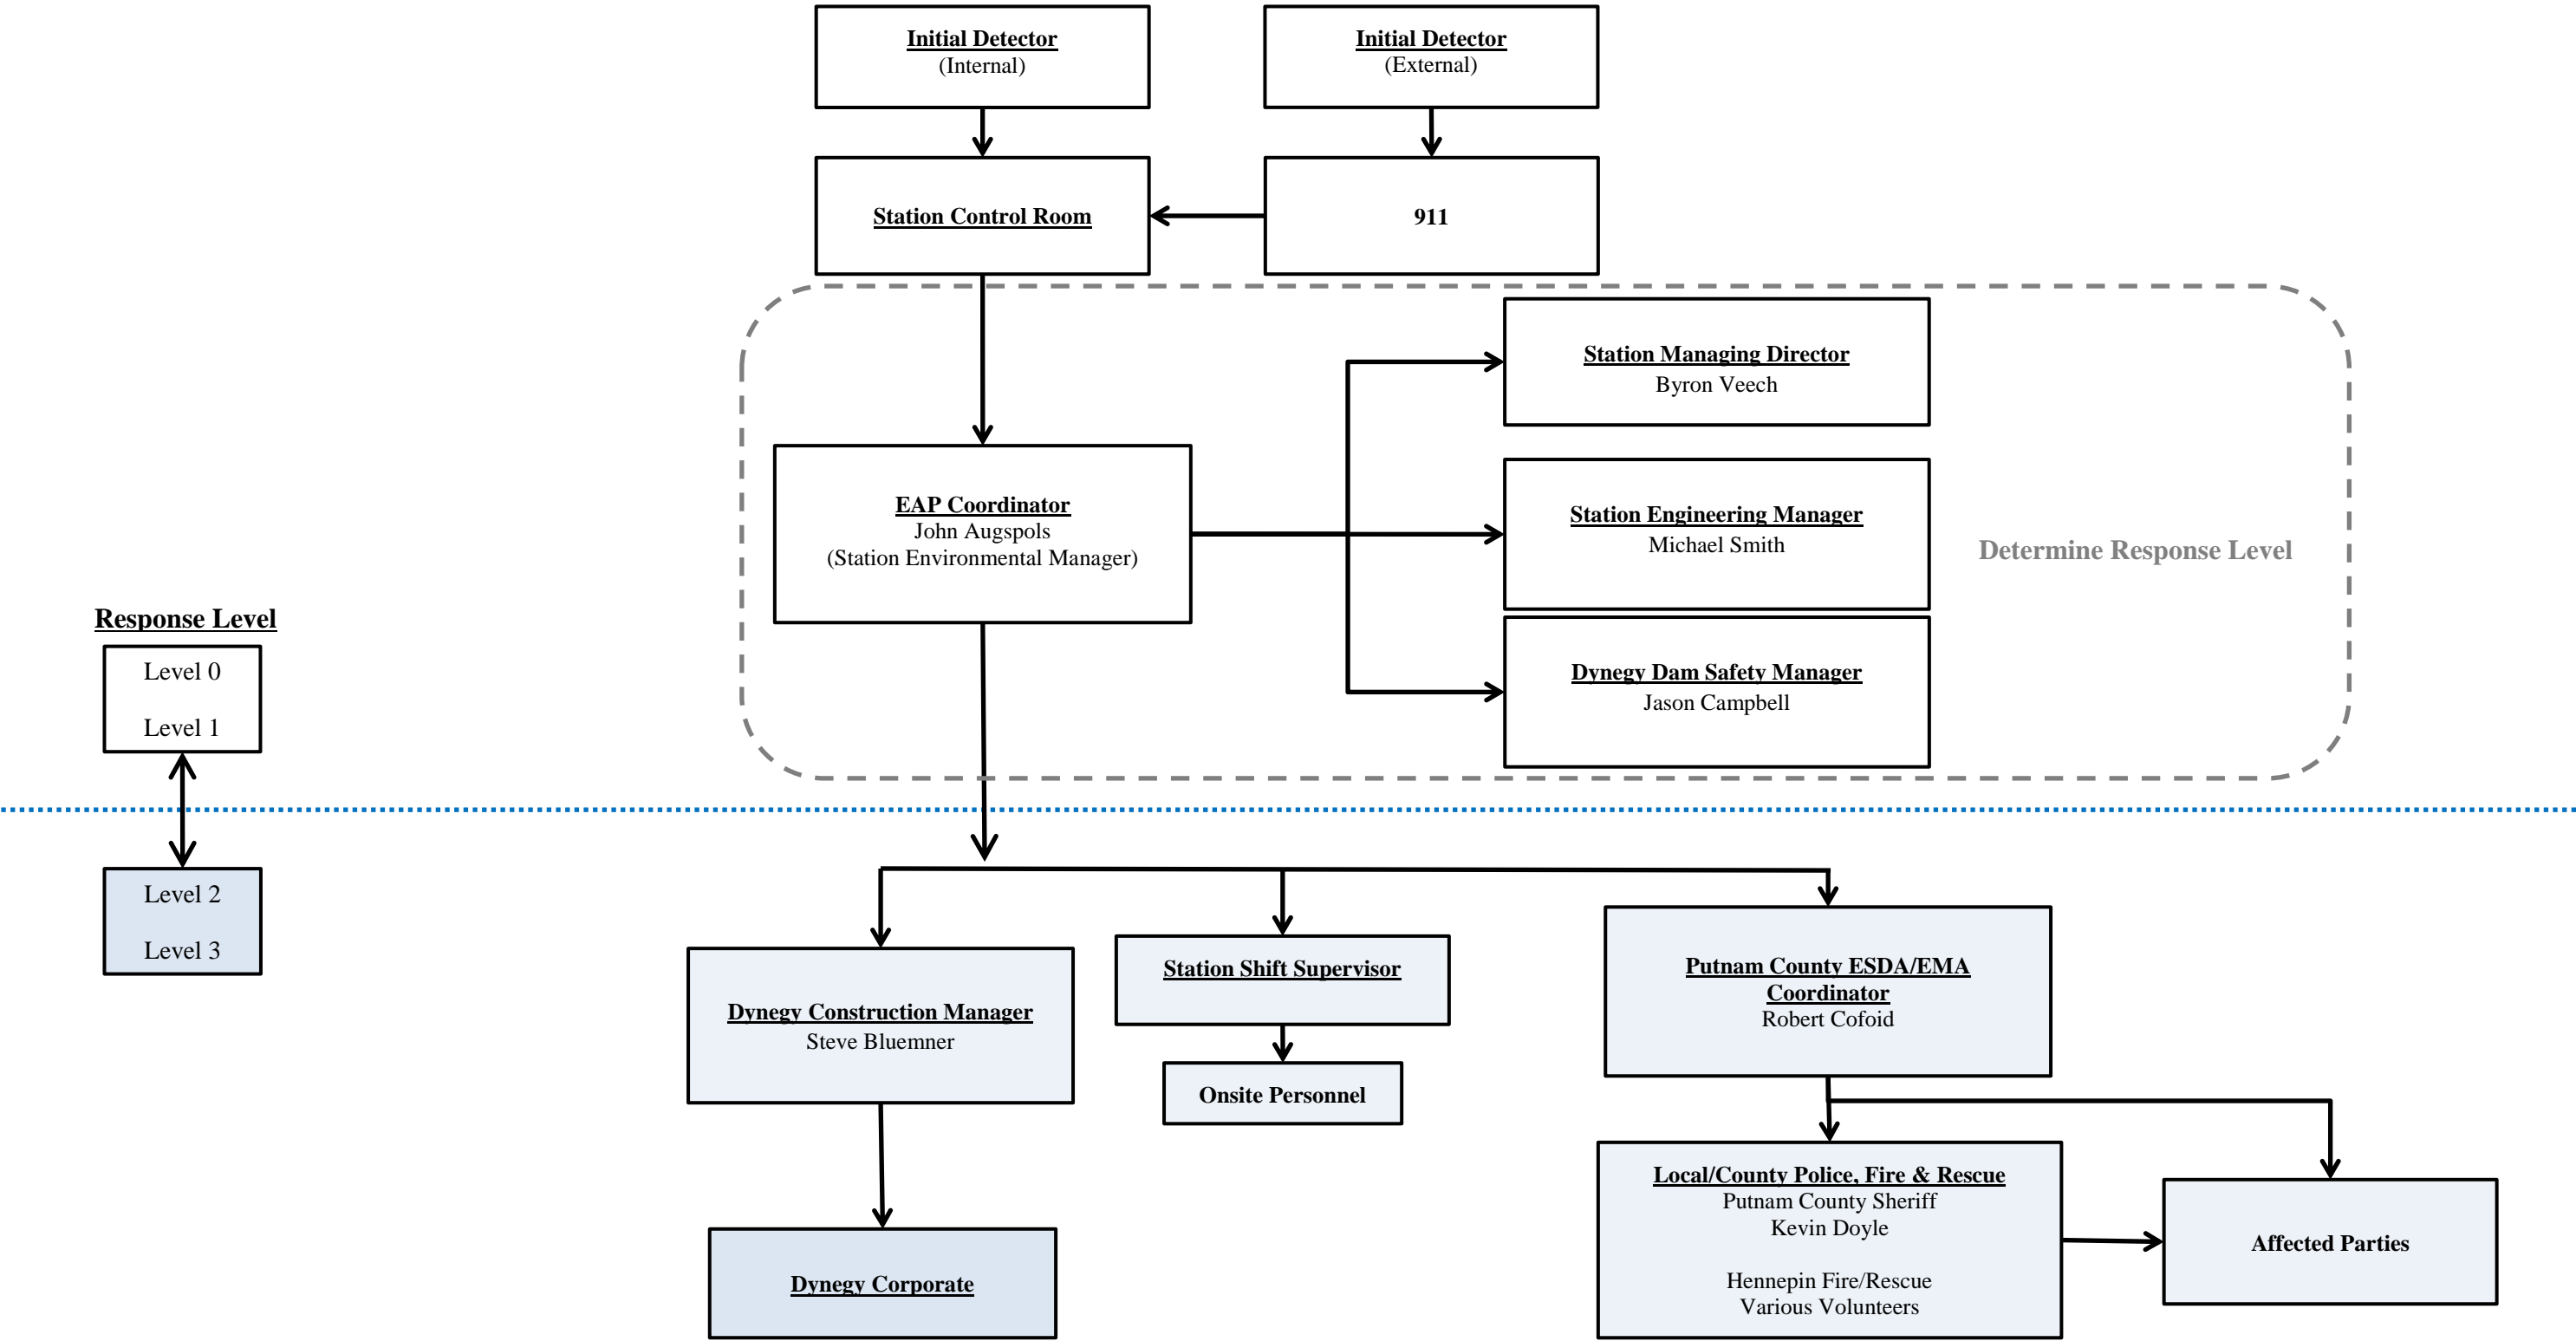 Initial Detector
(Internal)
Initial Detector
(External)
Station Control Room
911
Station Managing Director
Byron Veech
EAP Coordinator
John Augspols
(Station Environmental Manager)
Station Engineering Manager
Michael Smith
Determine Response Level
Dynegy Dam Safety Manager
Jason Campbell
Response Level
Level 0
Level 1
Level 2
Level 3
Dynegy Construction Manager
Steve Bluemner
Station Shift Supervisor
Putnam County ESDA/EMA
Coordinator
Robert Cofoid
Onsite Personnel
Local/County Police, Fire & Rescue
Putnam County Sheriff
Kevin Doyle
Hennepin Fire/Rescue
Various Volunteers
Affected Parties
Dynegy Corporate